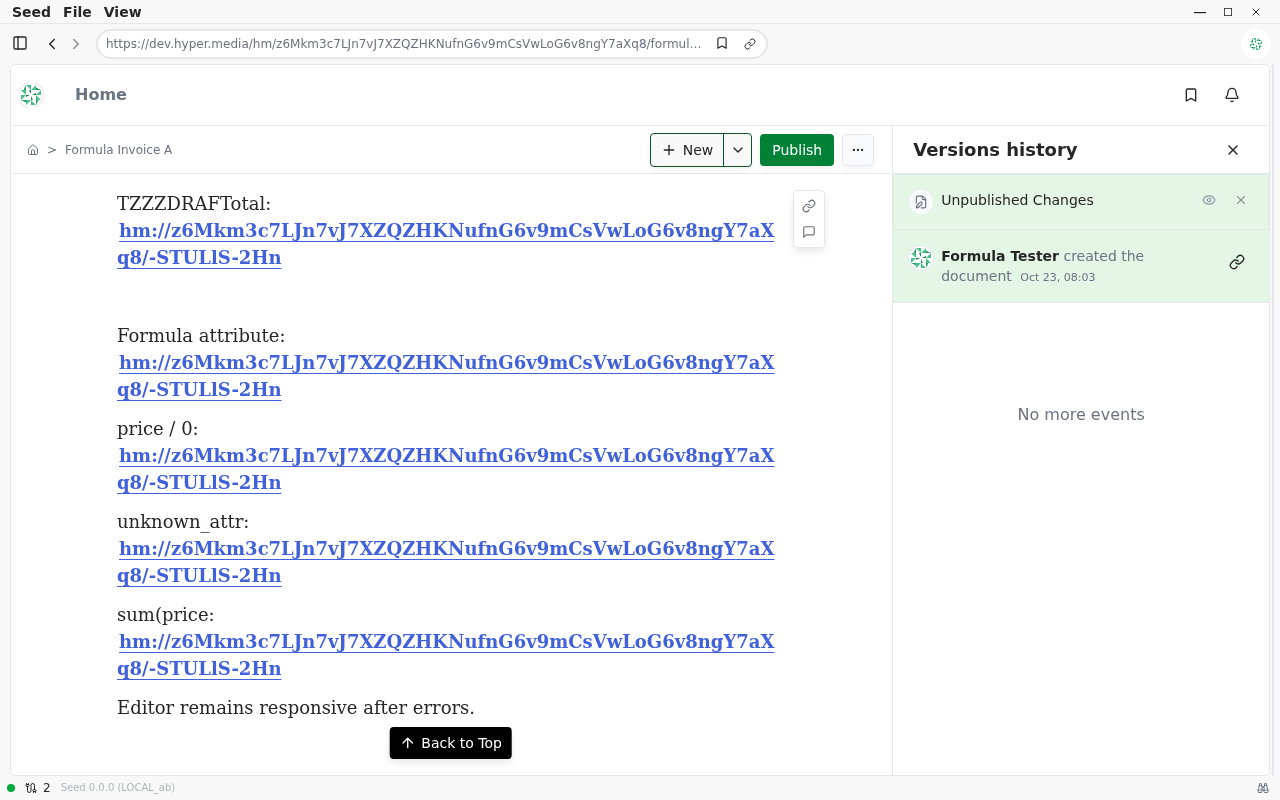 Seed File View
https://dev.hyper.media/hm/z6Mkm3c7LJn7vJ7XZQZHKNufnG6v9mCsVwLoG6v8ngY7aXq8/formul...
Home
> Formula Invoice A
New
Publish
Versions history
TZZZDRAFTotal:
hm://z6Mkm3c7LJn7vJ7XZQZHKNufnG6v9mCsVwLoG6v8ngY7aX
q8/-STULlS-2Hn
Formula attribute:
hm://z6Mkm3c7LJn7vJ7XZQZHKNufnG6v9mCsVwLoG6v8ngY7aX
q8/-STULlS-2Hn
price / 0:
hm://z6Mkm3c7LJn7vJ7XZQZHKNufnG6v9mCsVwLoG6v8ngY7aX
q8/-STULlS-2Hn
unknown_attr:
hm://z6Mkm3c7LJn7vJ7XZQZHKNufnG6v9mCsVwLoG6v8ngY7aX
q8/-STULlS-2Hn
sum(price:
hm://z6Mkm3c7LJn7vJ7XZQZHKNufnG6v9mCsVwLoG6v8ngY7aX
q8/-STULlS-2Hn
Editor remains responsive after errors.
Back to Top
Unpublished Changes
Formula Tester created the
document Oct 23, 08:03
No more events
2 Seed 0.0.0 (LOCAL_ab)